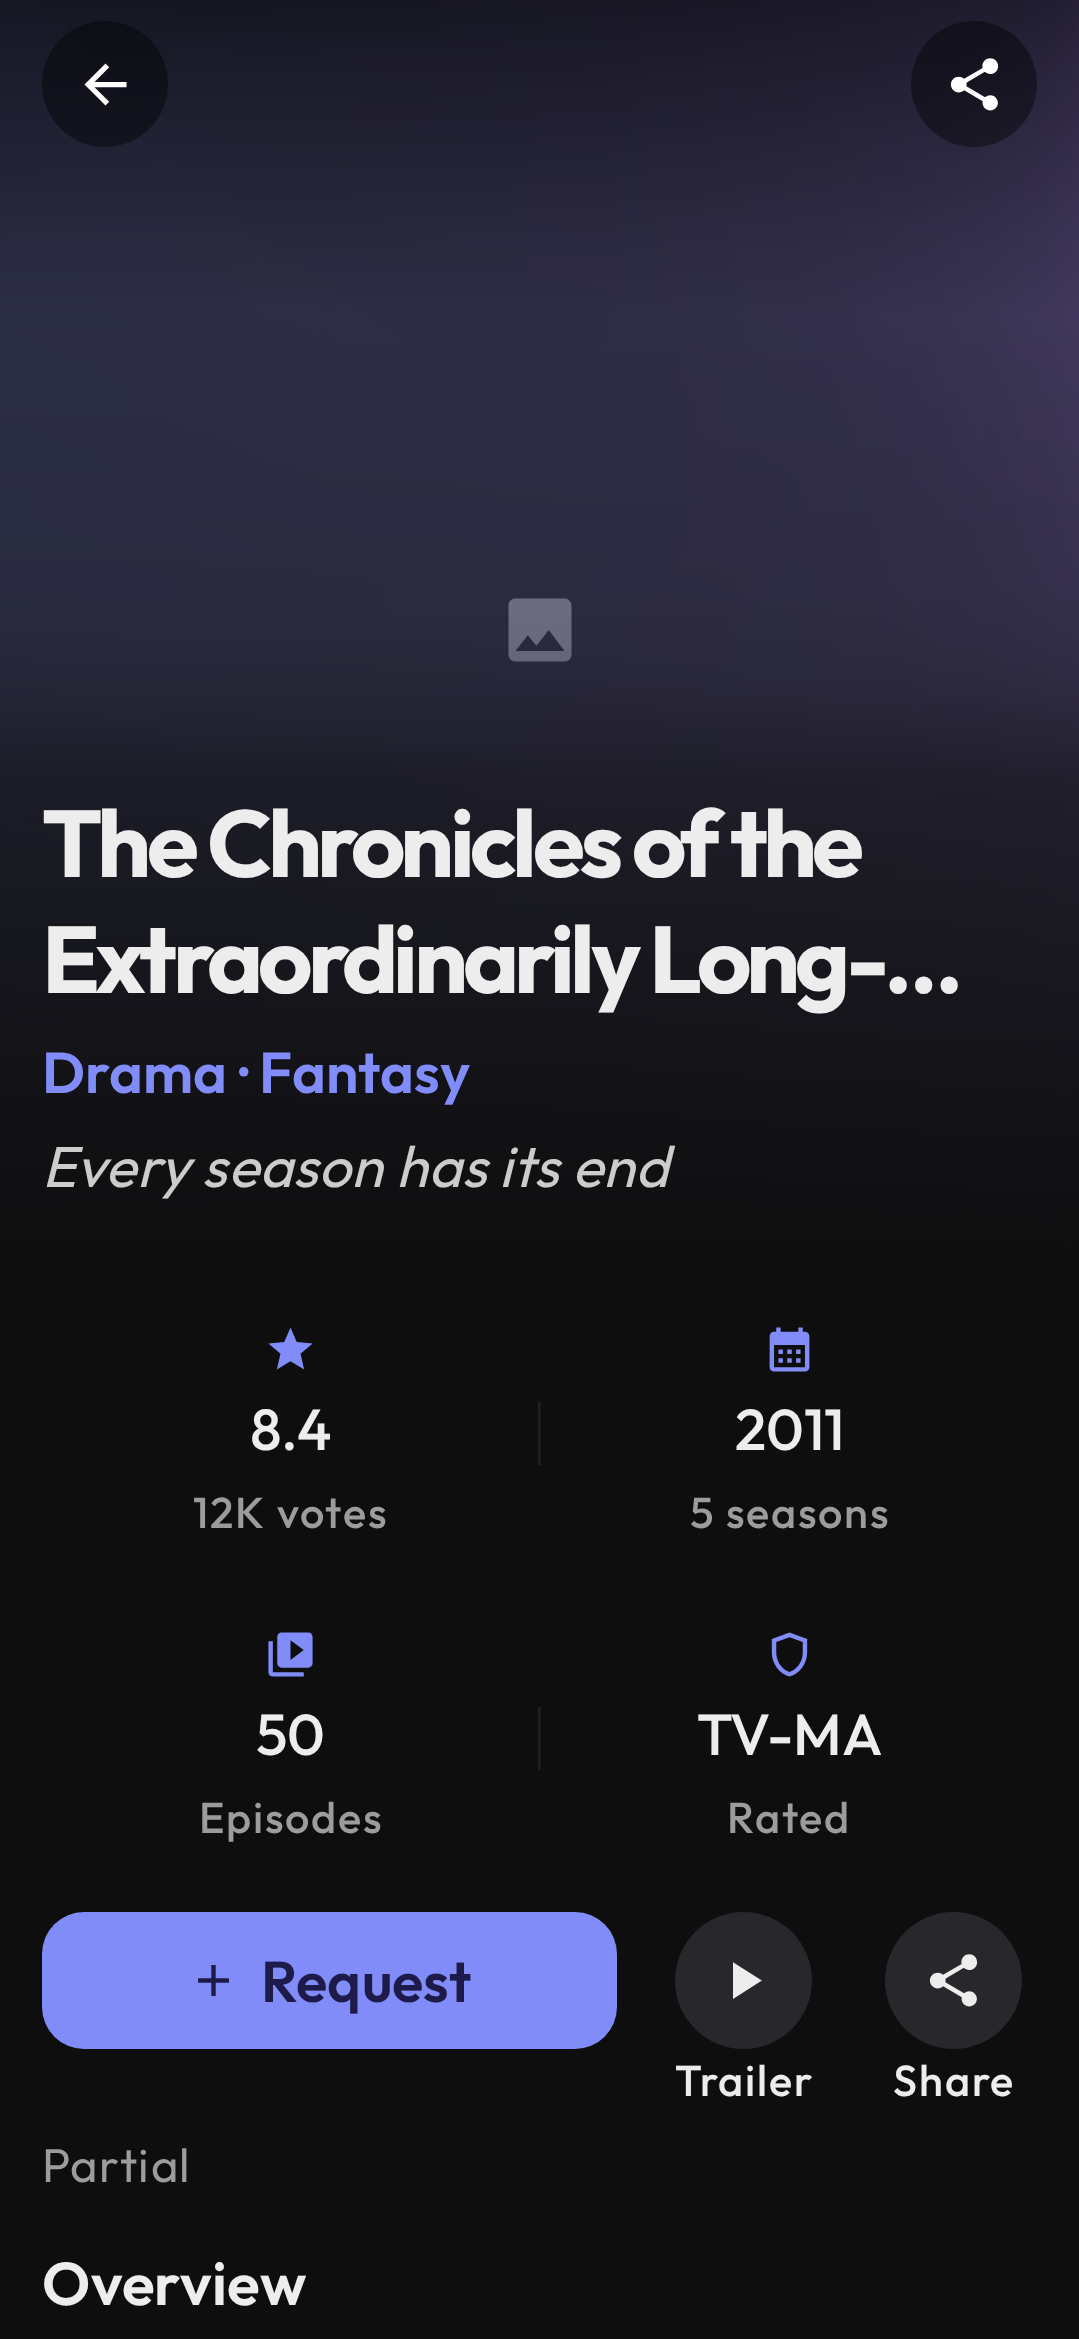 The Chronicles of the
Extraordinarily Long-...
Drama · Fantasy
Every season has its end
8.4
12K votes
2011
5 seasons
50
Episodes
TV-MA
Rated
+ Request
Trailer
Share
Partial
Overview